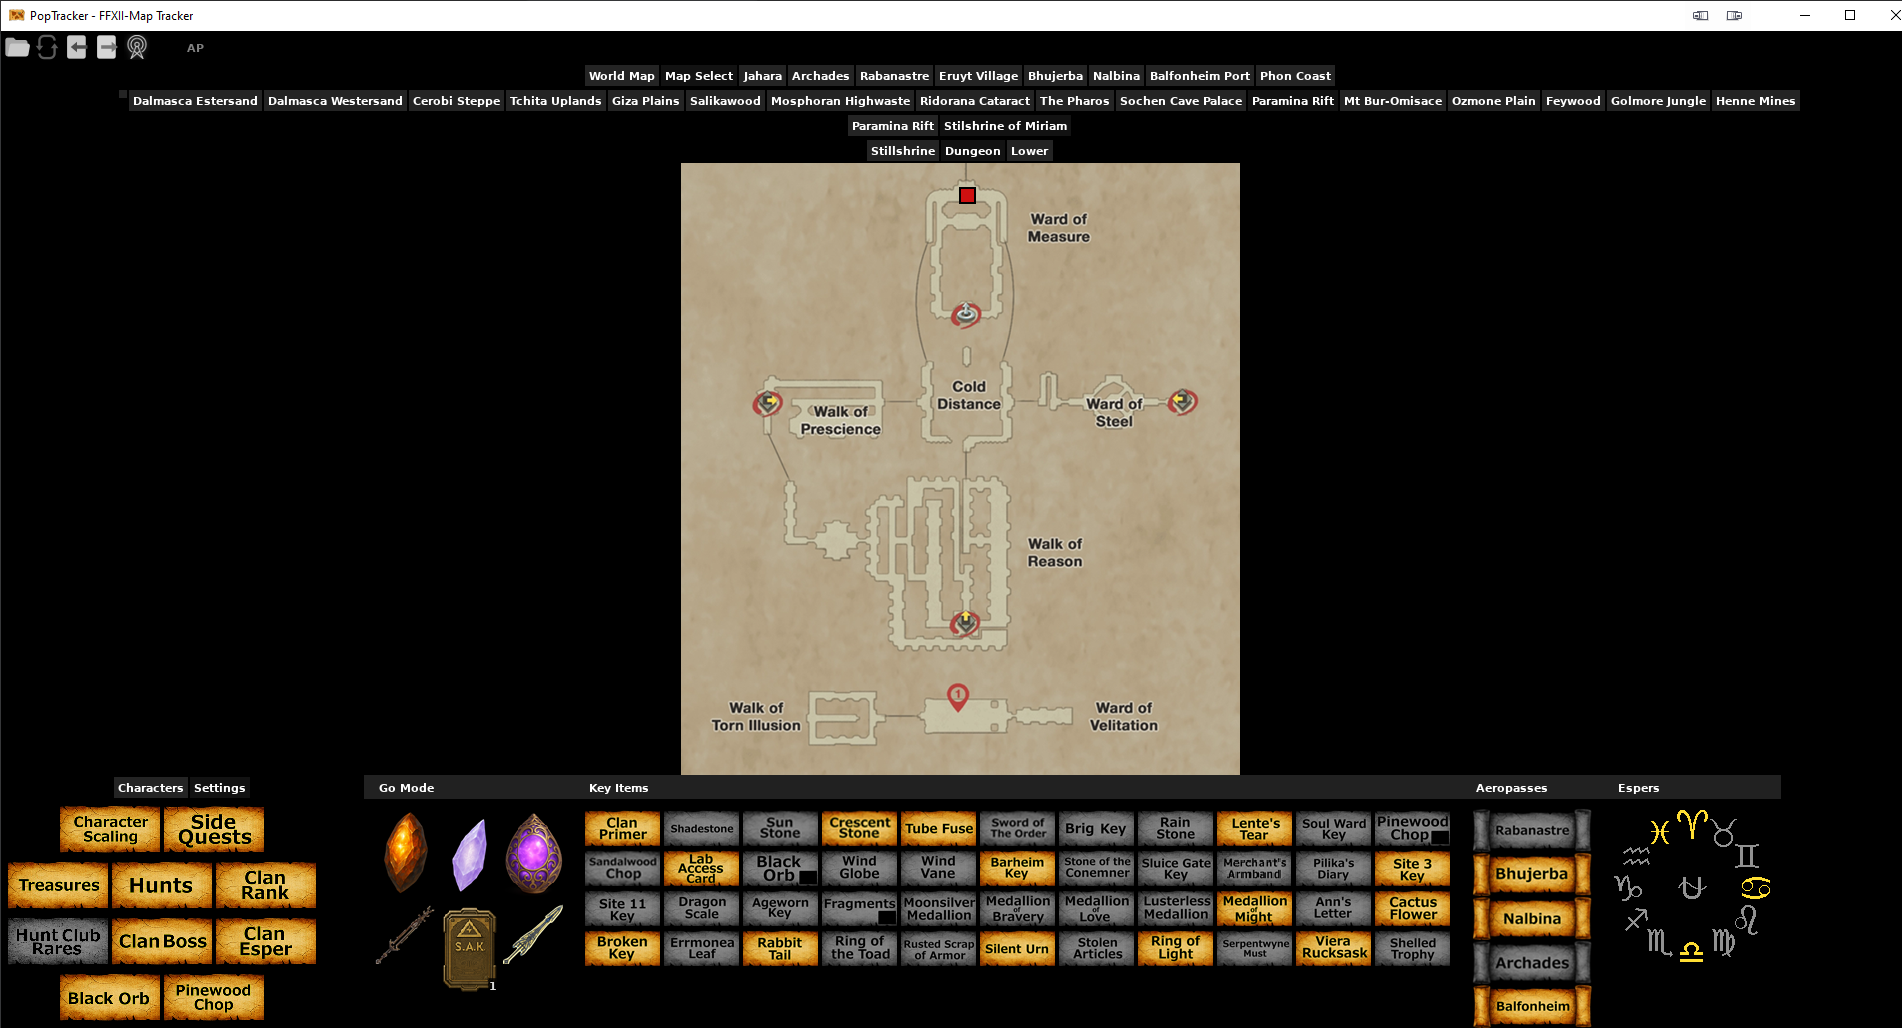 PopTracker - FFXII-Map Tracker
AP
World Map Map Select Jahara Archades Rabanastre Eruyt Village Bhujerba Nalbina Balfonheim Port Phon Coast
Dalmasca Estersand Dalmasca Westersand Cerobi Steppe Tchita Uplands Giza Plains Salikawood Mosphoran Highwaste Ridorana Cataract The Pharos Sochen Cave Palace Paramina Rift Mt Bur-Omisace Ozmone Plain Feywood Golmore Jungle Henne Mines
Paramina Rift Stilshrine of Miriam
Stillshrine Dungeon Lower
Ward of
Measure
Cold
Distance
Walk of
Prescience
Ward of
Steel
Walk of
Reason
1
Walk of
Torn Illusion
Ward of
Velitation
Characters Settings
Character
Scaling
Side
Quests
Treasures
Hunts
Clan
Rank
Hunt Club
Rares
Clan Boss
Clan
Esper
Black Orb
Pinewood
Chop
Go Mode
S.A.K
1
Key Items
Clan
Primer
Shadestone
Sun
Stone
Crescent
Stone
Tube Fuse
Sword of
The Order
Brig Key
Rain
Stone
Lente's
Tear
Soul Ward
Key
Pinewood
Chop
Sandalwood
Chop
Lab
Access
Card
Black
Orb
Wind
Globe
Wind
Vane
Barheim
Key
Stone of the
Conemner
Sluice Gate
Key
Merchant's
Armband
Pilika's
Diary
Site 3
Key
Site 11
Key
Dragon
Scale
Ageworn
Key
Fragments
Moonsilver
Medallion
Medallion
of
Bravery
Medallion
of
Love
Lusterless
Medallion
Medallion
of
Might
Ann's
Letter
Cactus
Flower
Broken
Key
Errmonea
Leaf
Rabbit
Tail
Ring of
the Toad
Rusted Scrap
of Armor
Silent Urn
Stolen
Articles
Ring of
Light
Serpentwyne
Must
Viera
Rucksask
Shelled
Trophy
Aeropasses
Rabanastre
Bhujerba
Nalbina
Archades
Balfonheim
Espers